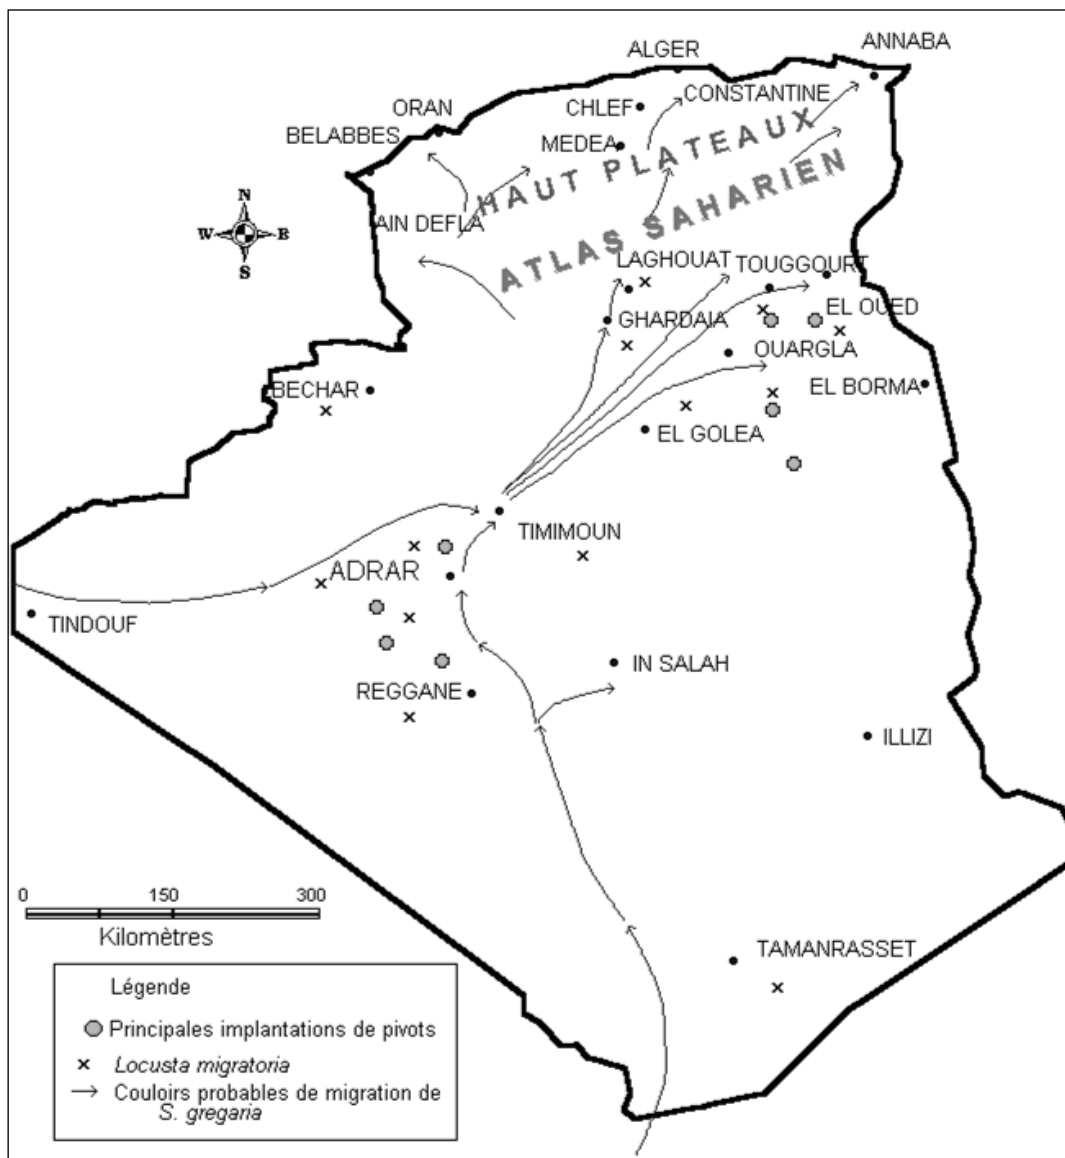 ANNABA
ALGER
ORAN
CHLEF
CONSTANTINE
BELABBES
MEDEA
HAUT PLATEAUX
N
W E
S
AIN DEFLA
ATLAS SAHARIEN
LAGHOUAT
TOUGGOURT
GHARDAIA
EL OUED
OUARGLA
BECHAR
EL BORMA
EL GOLEA
TIMIMOUN
ADRAR
TINDOUF
IN SALAH
REGGANE
ILLIZI
0 150 300
Kilomètres
TAMANRASSET
Légende
Principales implantations de pivots
Locusta migratoria
Couloirs probables de migration de
S. gregaria